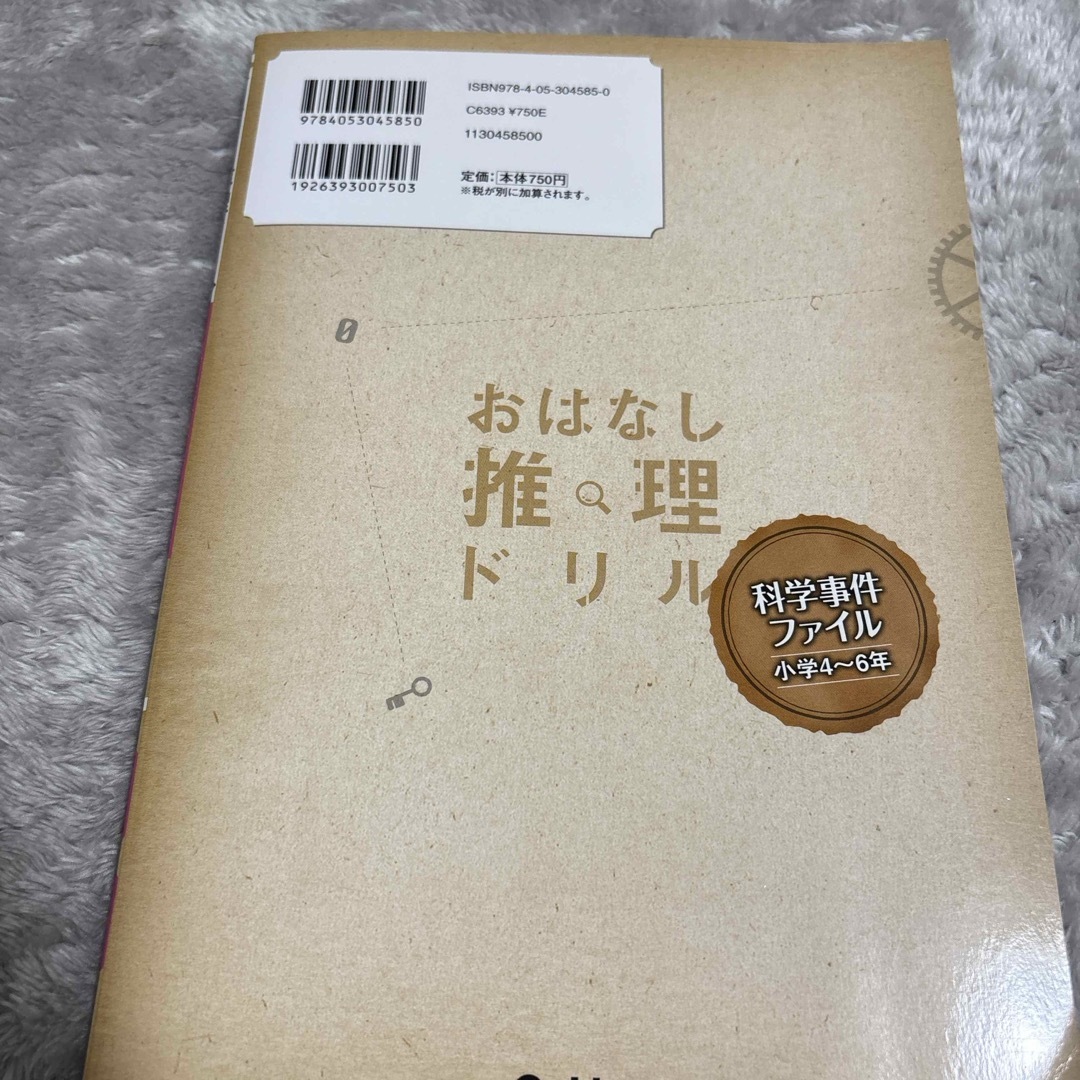 ISBN978-4-05-304585-0
C6393 ¥750E
1130458500
定価：本体750円
※税が別に加算されます。
9784053045850
1926393007503
おはなし
推理
ドリル
科学事件
ファイル
小学4〜6年